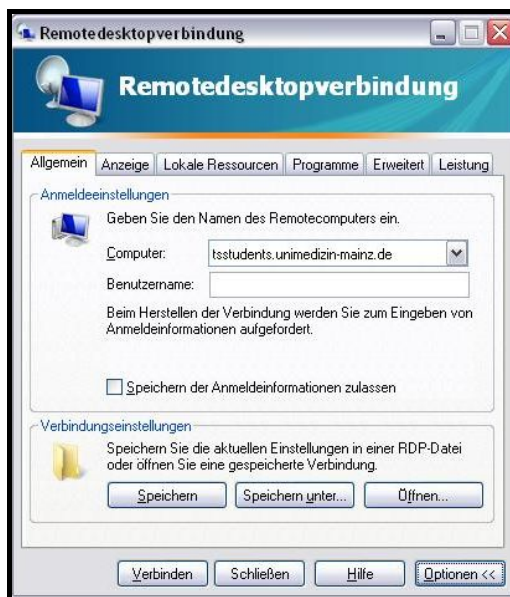 Remotedesktopverbindung
Remotedesktopverbindung
Allgemein Anzeige Lokale Ressourcen Programme Erweitert Leistung
Anmeldeeinstellungen
Geben Sie den Namen des Remotecomputers ein.
Computer: tsstudents.unimedizin-mainz.de
Benutzername:
Beim Herstellen der Verbindung werden Sie zum Eingeben von
Anmeldeinformationen aufgefordert.
Speichern der Anmeldeinformationen zulassen
Verbindungseinstellungen
Speichern Sie die aktuellen Einstellungen in einer RDP-Datei
oder öffnen Sie eine gespeicherte Verbindung.
Speichern Speichern unter... Öffnen...
Verbinden Schließen Hilfe Optionen <<